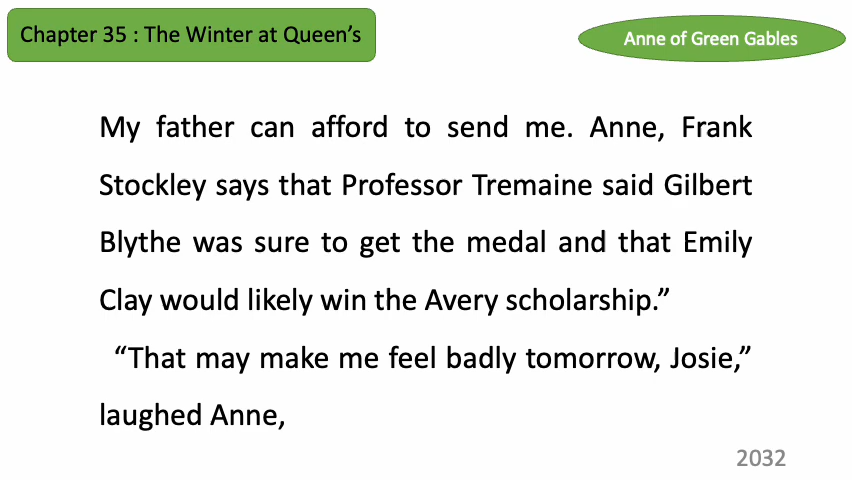 Chapter 35 : The Winter at Queen’s
Anne of Green Gables
My father can afford to send me. Anne, Frank
Stockley says that Professor Tremaine said Gilbert
Blythe was sure to get the medal and that Emily
Clay would likely win the Avery scholarship.”
“That may make me feel badly tomorrow, Josie,”
laughed Anne,
2032